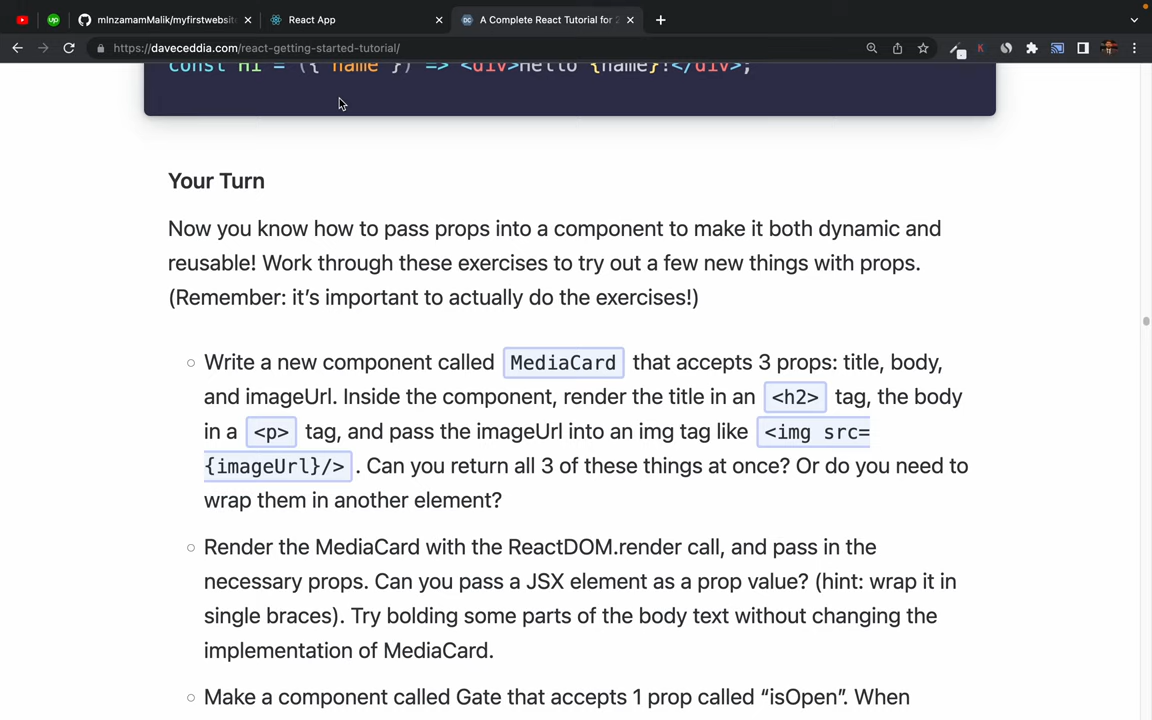 mInzamamMalik/myfirstwebsite
React App
A Complete React Tutorial for 2
https://daveceddia.com/react-getting-started-tutorial/
const Hi = ({ name }) => <div>Hello {name}!</div>;
Your Turn
Now you know how to pass props into a component to make it both dynamic and
reusable! Work through these exercises to try out a few new things with props.
(Remember: it’s important to actually do the exercises!)
Write a new component called MediaCard that accepts 3 props: title, body,
and imageUrl. Inside the component, render the title in an <h2> tag, the body
in a <p> tag, and pass the imageUrl into an img tag like <img src=
{imageUrl}/> . Can you return all 3 of these things at once? Or do you need to
wrap them in another element?
Render the MediaCard with the ReactDOM.render call, and pass in the
necessary props. Can you pass a JSX element as a prop value? (hint: wrap it in
single braces). Try bolding some parts of the body text without changing the
implementation of MediaCard.
Make a component called Gate that accepts 1 prop called “isOpen”. When